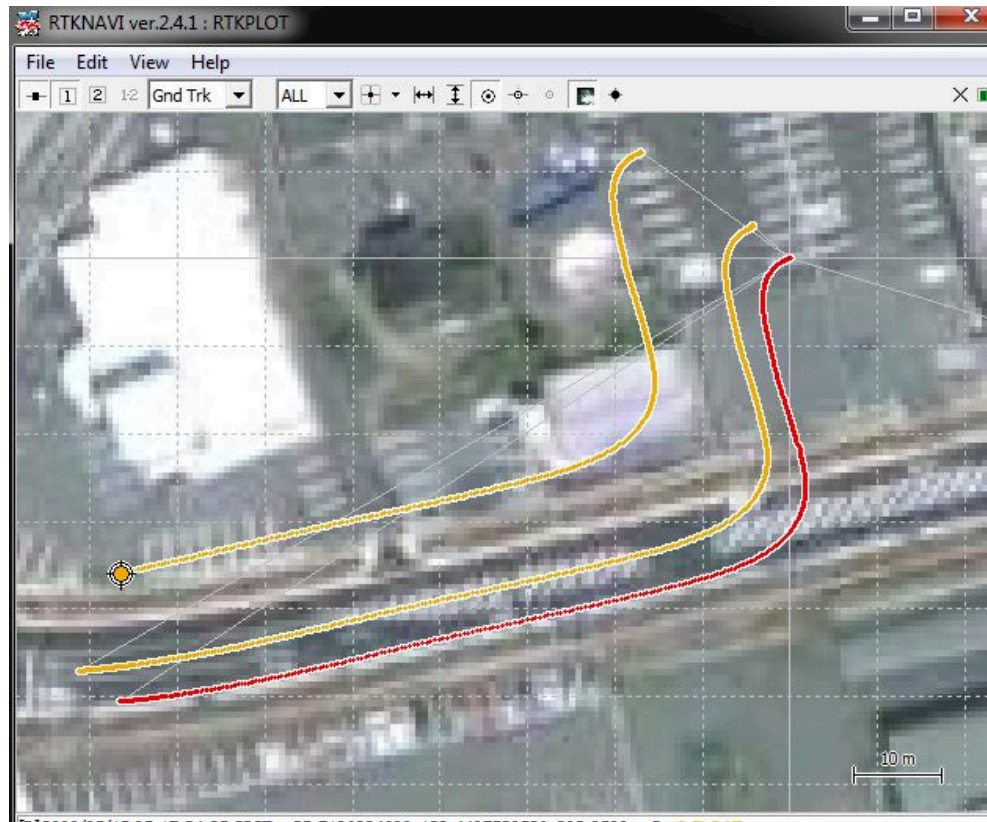 RTKNAVI ver.2.4.1 : RTKPLOT
File Edit View Help
1 2 1-2 Gnd Trk ALL
10 m